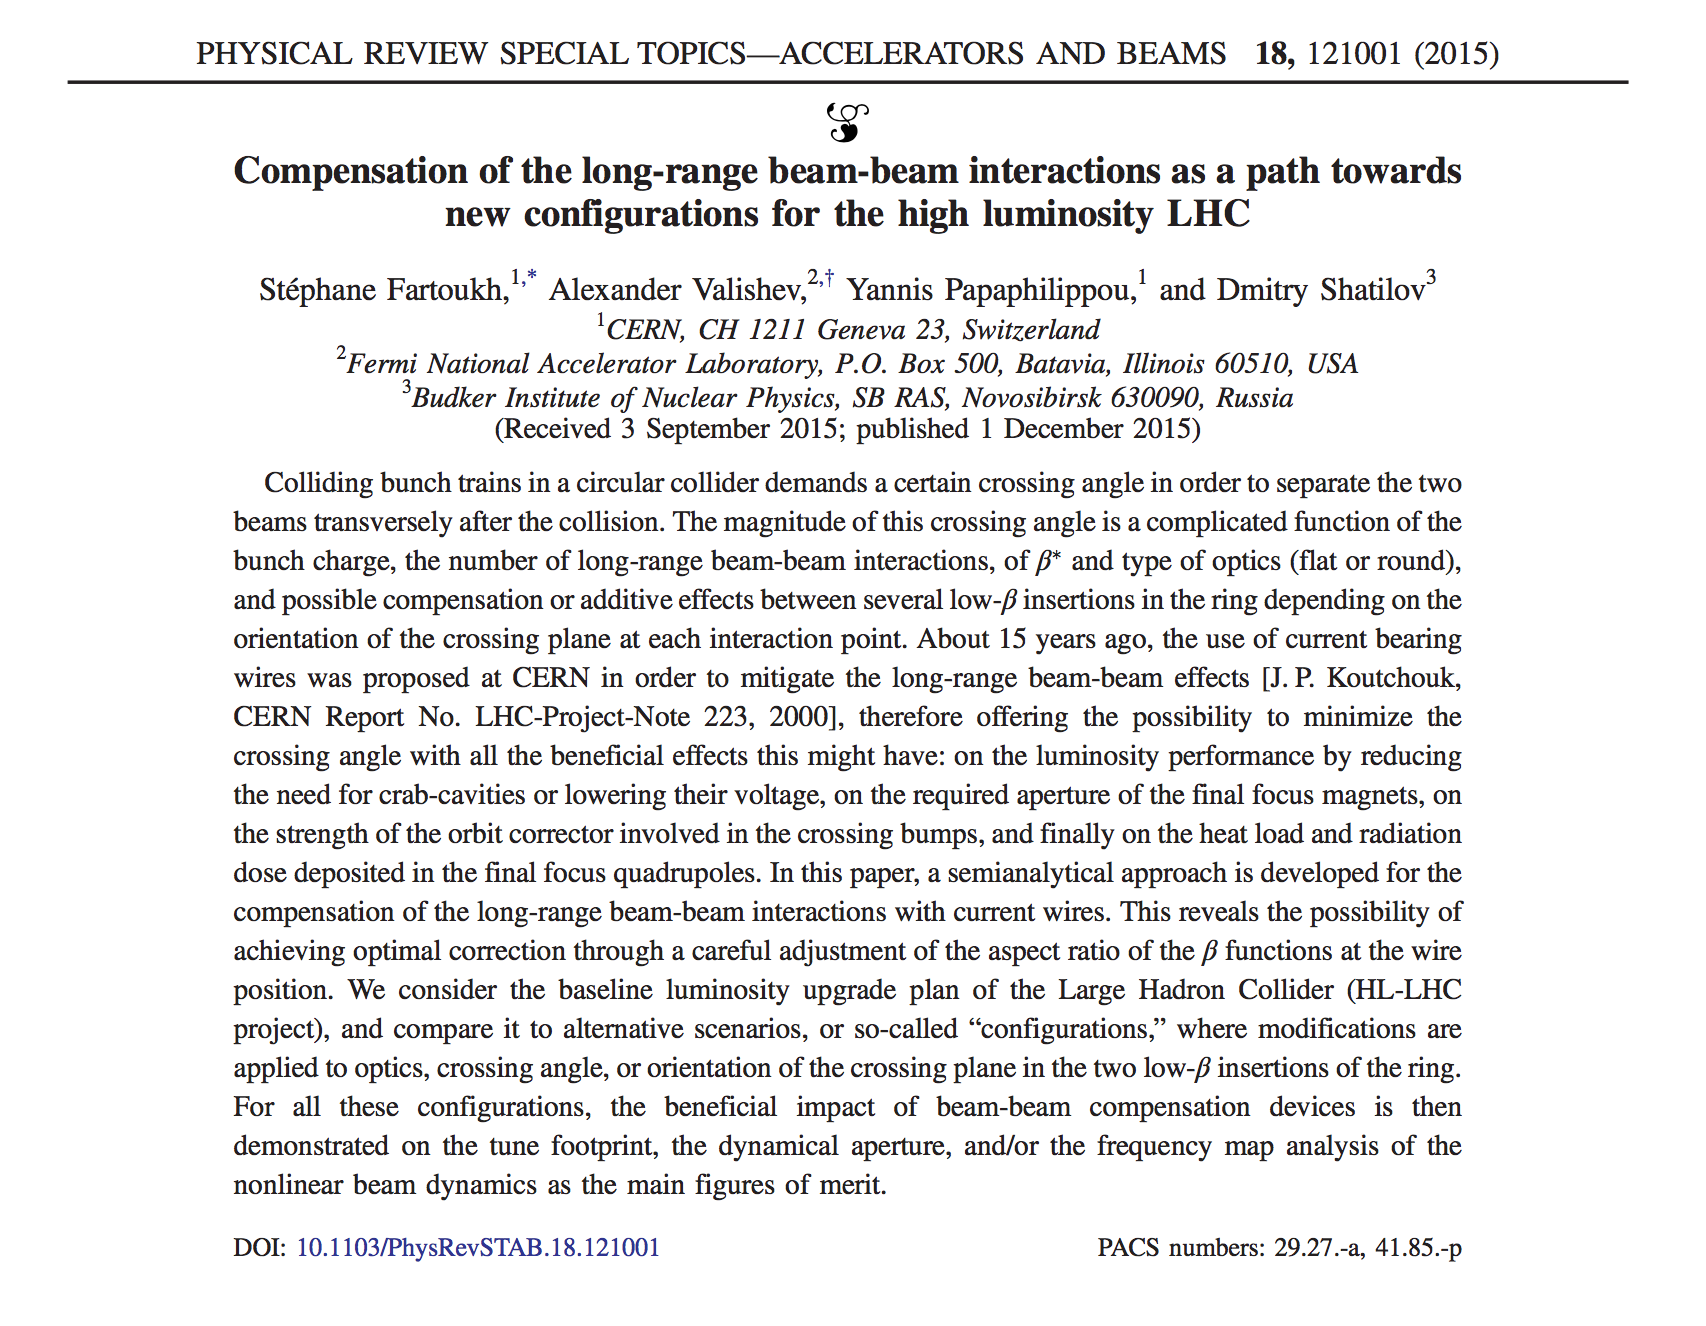 PHYSICAL REVIEW SPECIAL TOPICS—ACCELERATORS AND BEAMS 18, 121001 (2015)
Compensation of the long-range beam-beam interactions as a path towards
new configurations for the high luminosity LHC
Stéphane Fartoukh,1,* Alexander Valishev,2,† Yannis Papaphilippou,1 and Dmitry Shatilov3
1CERN, CH 1211 Geneva 23, Switzerland
2Fermi National Accelerator Laboratory, P.O. Box 500, Batavia, Illinois 60510, USA
3Budker Institute of Nuclear Physics, SB RAS, Novosibirsk 630090, Russia
(Received 3 September 2015; published 1 December 2015)
Colliding bunch trains in a circular collider demands a certain crossing angle in order to separate the two
beams transversely after the collision. The magnitude of this crossing angle is a complicated function of the
bunch charge, the number of long-range beam-beam interactions, of β* and type of optics (flat or round),
and possible compensation or additive effects between several low-β insertions in the ring depending on the
orientation of the crossing plane at each interaction point. About 15 years ago, the use of current bearing
wires was proposed at CERN in order to mitigate the long-range beam-beam effects [J. P. Koutchouk,
CERN Report No. LHC-Project-Note 223, 2000], therefore offering the possibility to minimize the
crossing angle with all the beneficial effects this might have: on the luminosity performance by reducing
the need for crab-cavities or lowering their voltage, on the required aperture of the final focus magnets, on
the strength of the orbit corrector involved in the crossing bumps, and finally on the heat load and radiation
dose deposited in the final focus quadrupoles. In this paper, a semianalytical approach is developed for the
compensation of the long-range beam-beam interactions with current wires. This reveals the possibility of
achieving optimal correction through a careful adjustment of the aspect ratio of the β functions at the wire
position. We consider the baseline luminosity upgrade plan of the Large Hadron Collider (HL-LHC
project), and compare it to alternative scenarios, or so-called “configurations,” where modifications are
applied to optics, crossing angle, or orientation of the crossing plane in the two low-β insertions of the ring.
For all these configurations, the beneficial impact of beam-beam compensation devices is then
demonstrated on the tune footprint, the dynamical aperture, and/or the frequency map analysis of the
nonlinear beam dynamics as the main figures of merit.
DOI: 10.1103/PhysRevSTAB.18.121001 PACS numbers: 29.27.-a, 41.85.-p